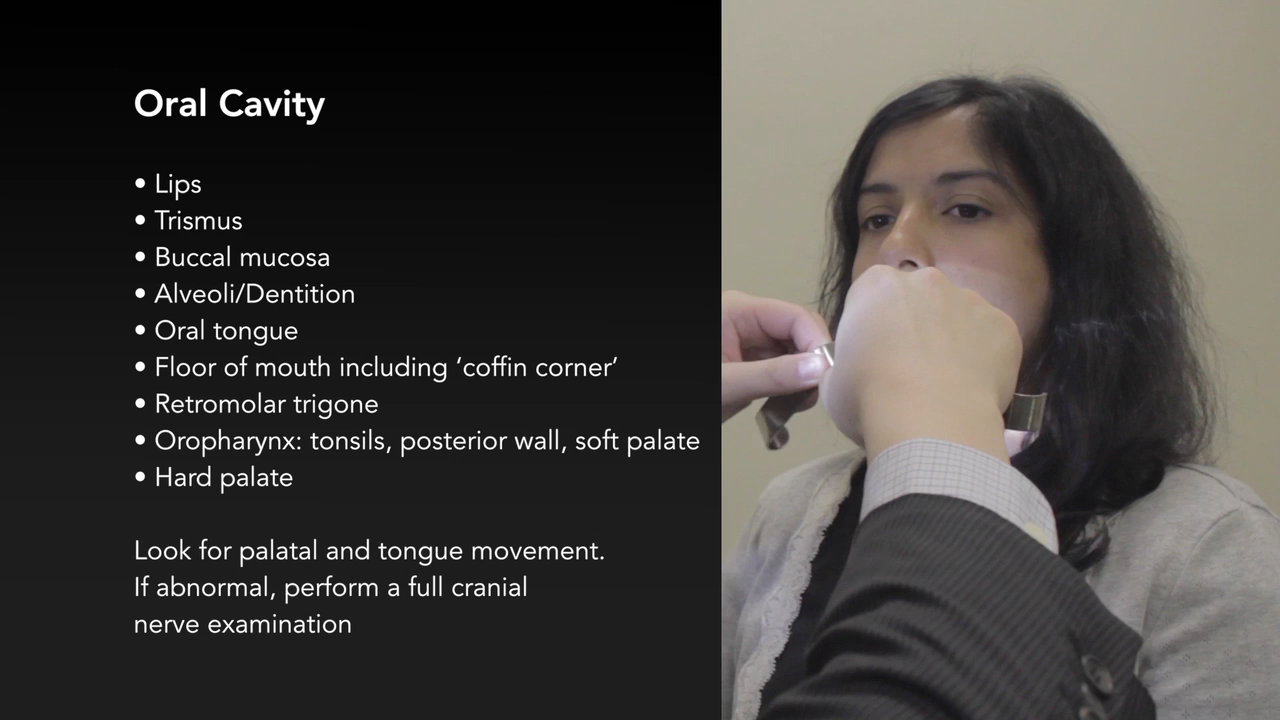 Oral Cavity
• Lips
• Trismus
• Buccal mucosa
• Alveoli/Dentition
• Oral tongue
• Floor of mouth including ‘coffin corner’
• Retromolar trigone
• Oropharynx: tonsils, posterior wall, soft palate
• Hard palate
Look for palatal and tongue movement.
If abnormal, perform a full cranial
nerve examination